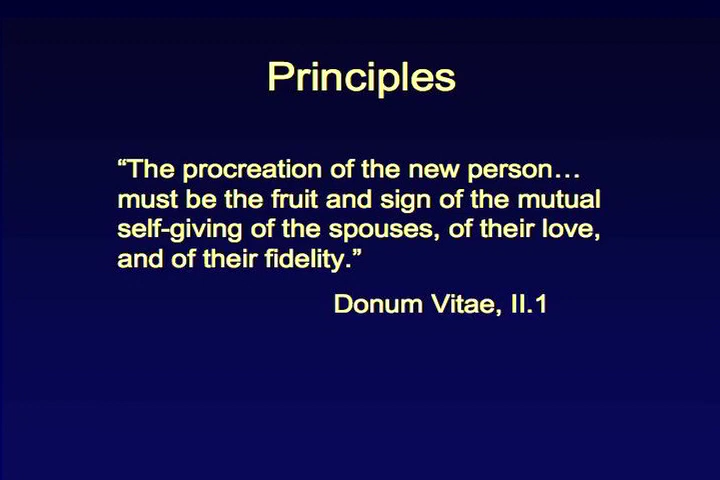 Principles
“The procreation of the new person…
must be the fruit and sign of the mutual
self-giving of the spouses, of their love,
and of their fidelity.”
Donum Vitae, II.1